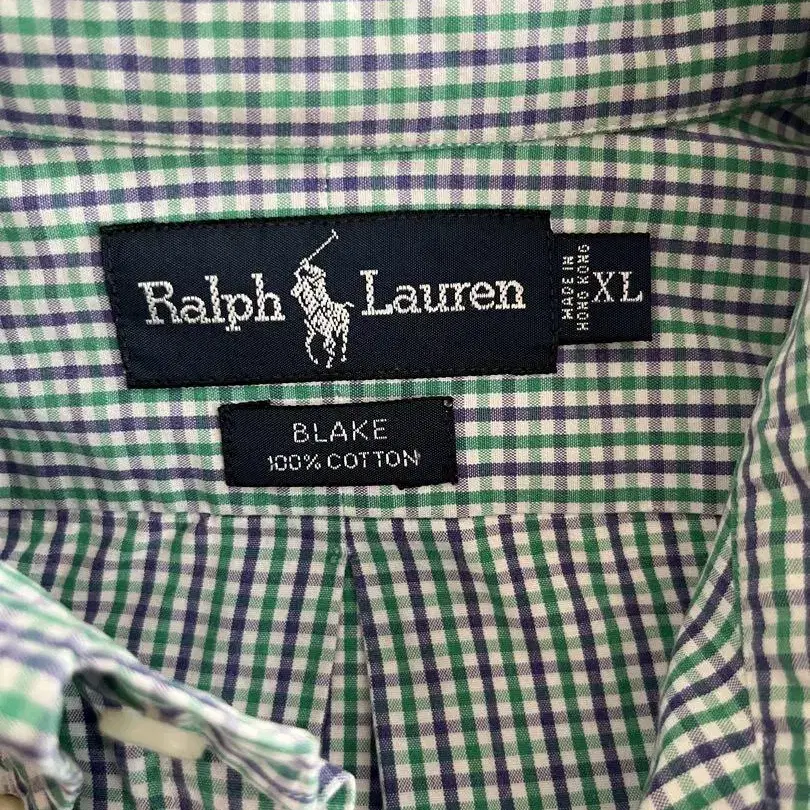 Ralph Lauren
MADE IN
HONG KONG
XL
BLAKE
100% COTTON